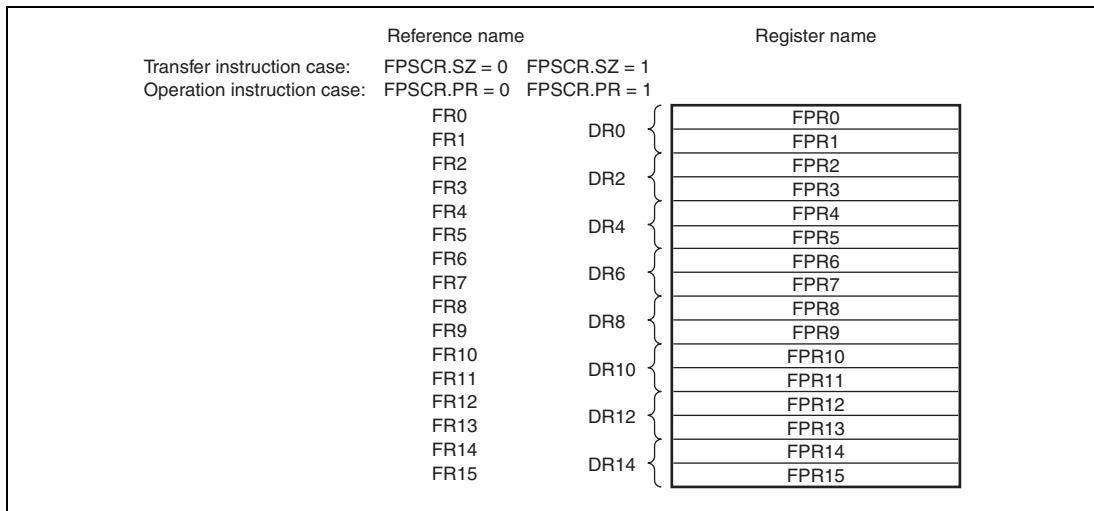 Reference name Register name
Transfer instruction case: FPSCR.SZ = 0 FPSCR.SZ = 1
Operation instruction case: FPSCR.PR = 0 FPSCR.PR = 1
FR0 DR0 FPR0
FR1 FPR1
FR2 DR2 FPR2
FR3 FPR3
FR4 DR4 FPR4
FR5 FPR5
FR6 DR6 FPR6
FR7 FPR7
FR8 DR8 FPR8
FR9 FPR9
FR10 DR10 FPR10
FR11 FPR11
FR12 DR12 FPR12
FR13 FPR13
FR14 DR14 FPR14
FR15 FPR15